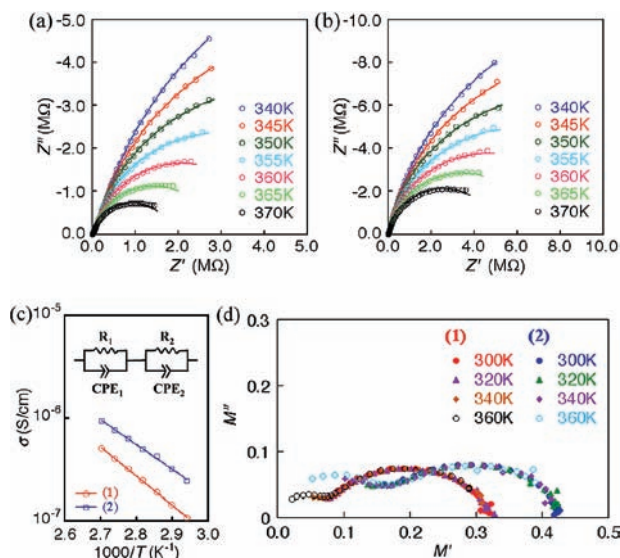 (a)
-5.0
-4.0
-3.0
-2.0
-1.0
0.0
Z″ (MΩ)
340K
345K
350K
355K
360K
365K
370K
0.0 1.0 2.0 3.0 4.0 5.0
Z′ (MΩ)
(b)
-10.0
-8.0
-6.0
-4.0
-2.0
0.0
Z″ (MΩ)
340K
345K
350K
355K
360K
365K
370K
0.0 2.0 4.0 6.0 8.0 10.0
Z′ (MΩ)
(c)
10⁻⁵
10⁻⁶
10⁻⁷
σ (S/cm)
R₁ R₂
CPE₁ CPE₂
(1)
(2)
2.6 2.7 2.8 2.9 3.0
1000/T (K⁻¹)
(d)
0.3
0.2
0.1
0
M″
(1) (2)
300K 300K
320K 320K
340K 340K
360K 360K
0 0.1 0.2 0.3 0.4 0.5
M′